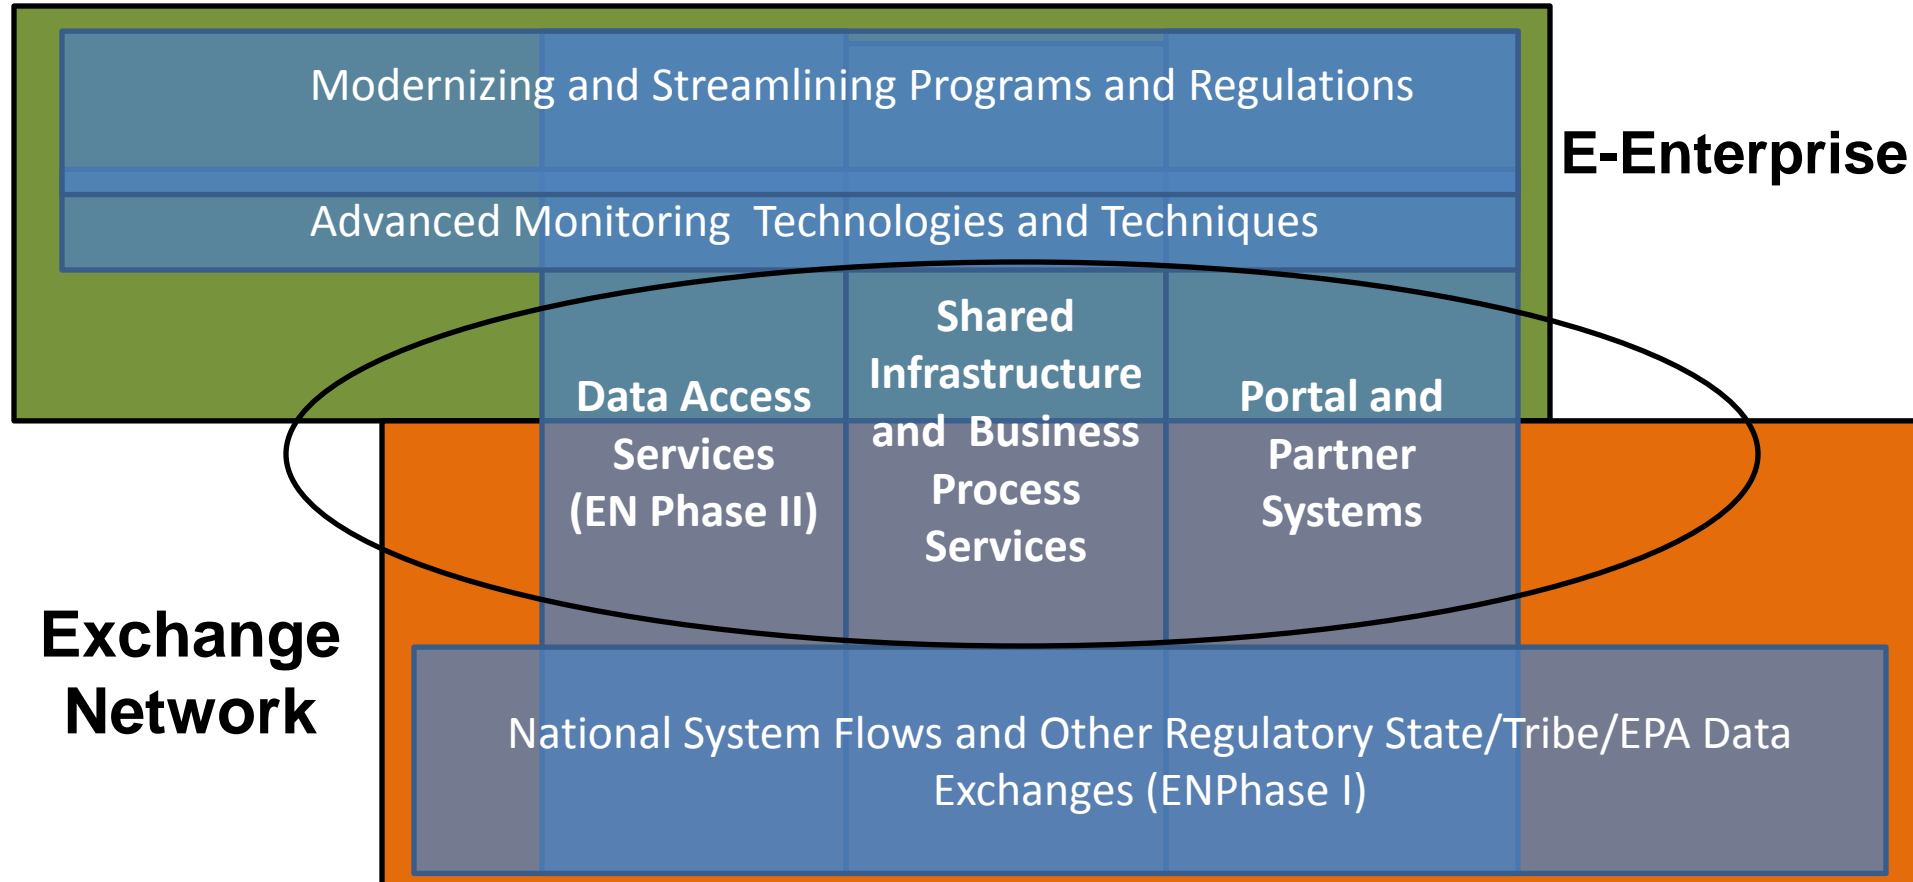 Modernizing and Streamlining Programs and Regulations
E-Enterprise
Advanced Monitoring  Technologies and Techniques
Data Access
Services
(EN Phase II)
Shared
Infrastructure
and  Business
Process
Services
Portal and
Partner
Systems
Exchange
Network
National System Flows and Other Regulatory State/Tribe/EPA Data
Exchanges (ENPhase I)